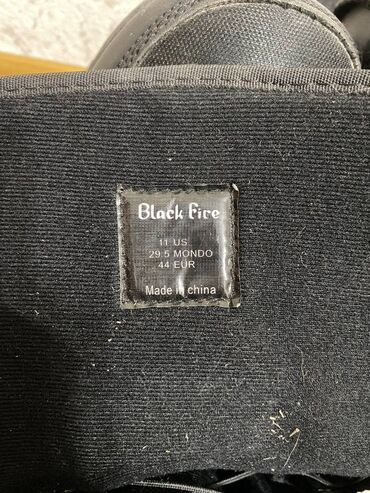 Black Fire
11 US
29.5 MONDO
44 EUR
Made in china